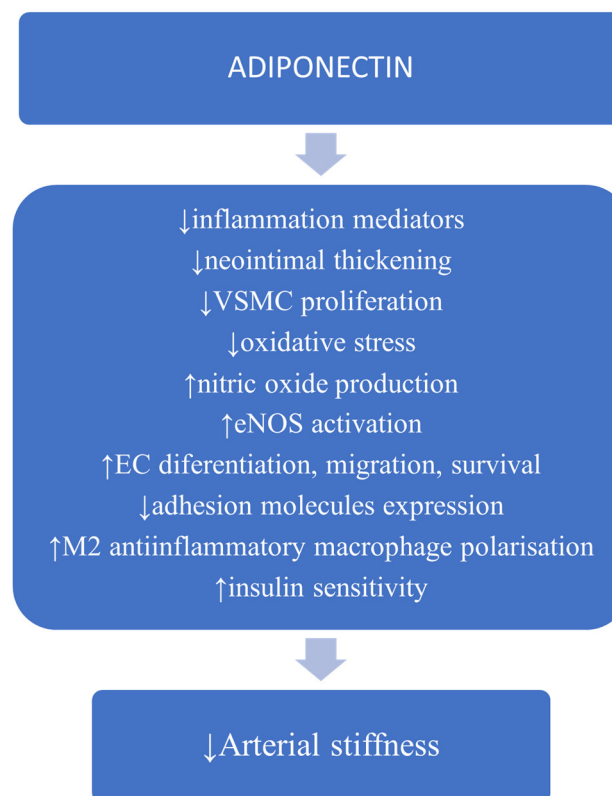 ADIPONECTIN
↓inflammation mediators
↓neointimal thickening
↓VSMC proliferation
↓oxidative stress
↑nitric oxide production
↑eNOS activation
↑EC diferentiation, migration, survival
↓adhesion molecules expression
↑M2 antiinflammatory macrophage polarisation
↑insulin sensitivity
↓Arterial stiffness